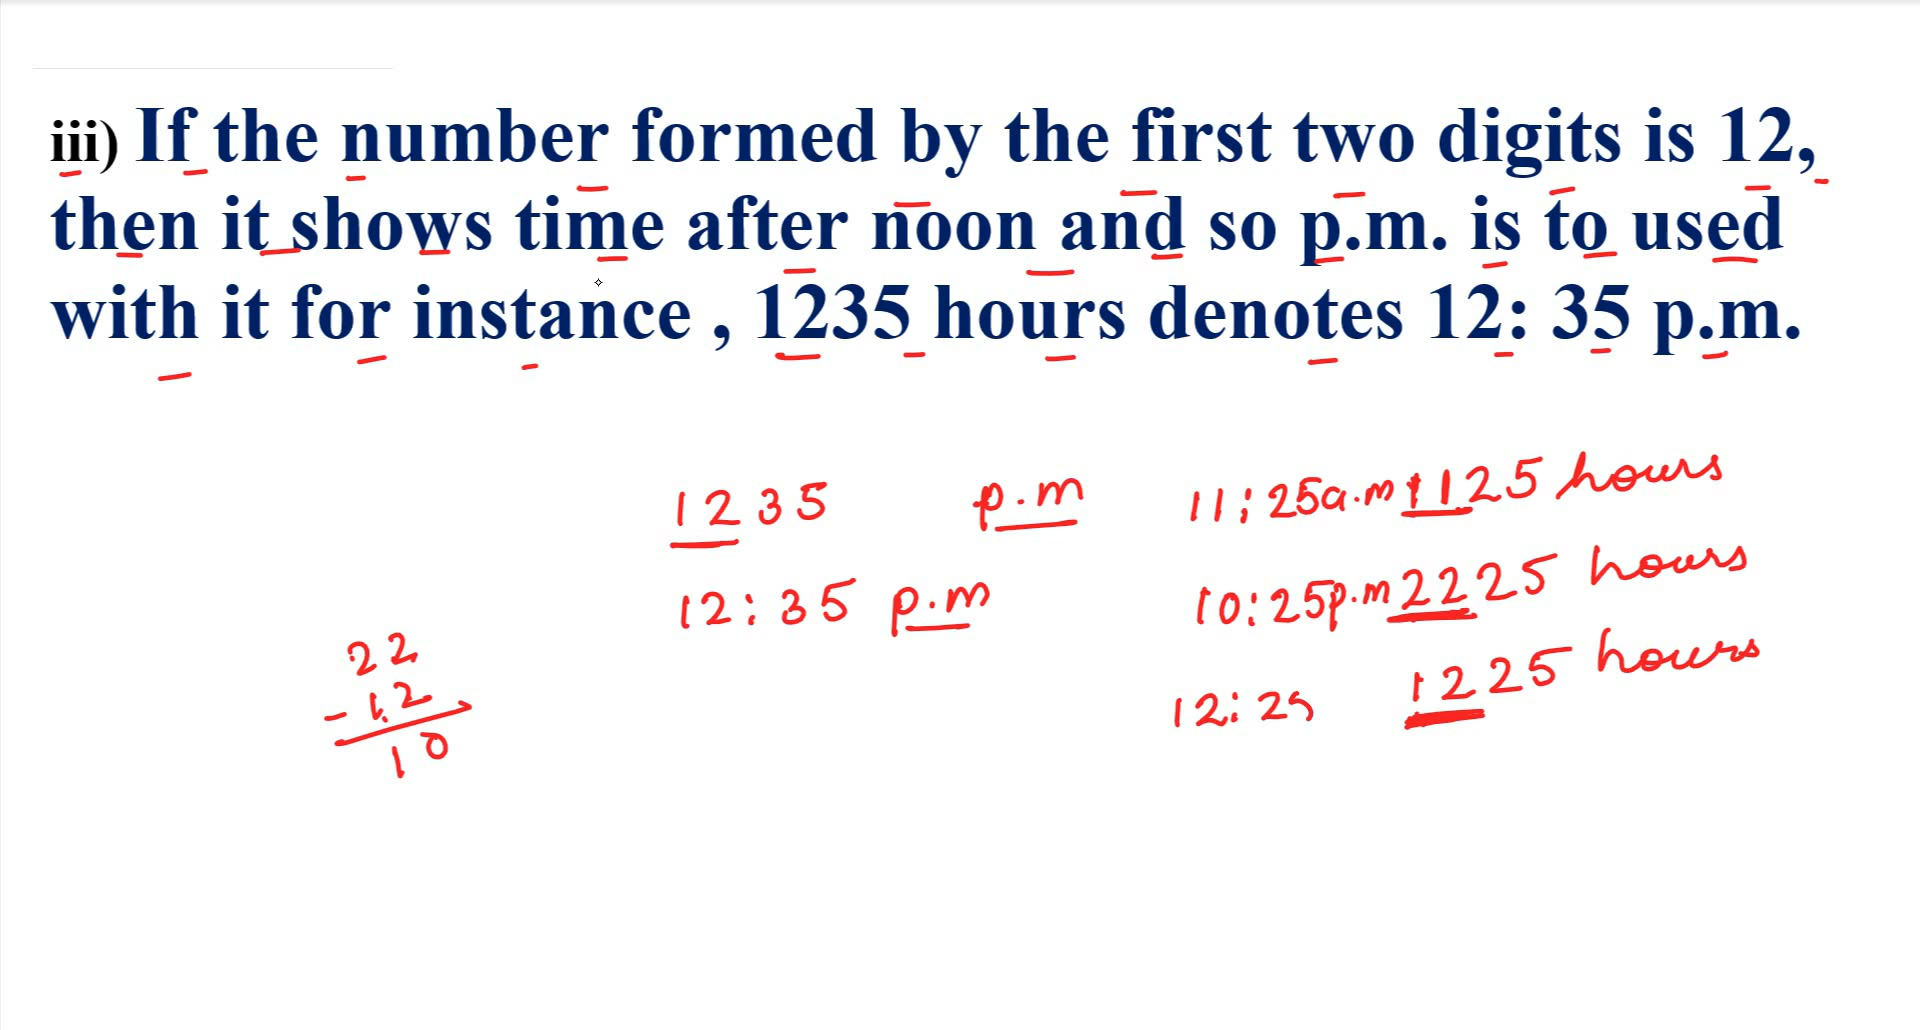 iii) If the number formed by the first two digits is 12,
then it shows time after noon and so p.m. is to used
with it for instance , 1235 hours denotes 12: 35 p.m.
1235 p.m
12:35 p.m
22
- 12
10
11:25a.m 1125 hours
10:25p.m 2225 hours
12:25 1225 hours